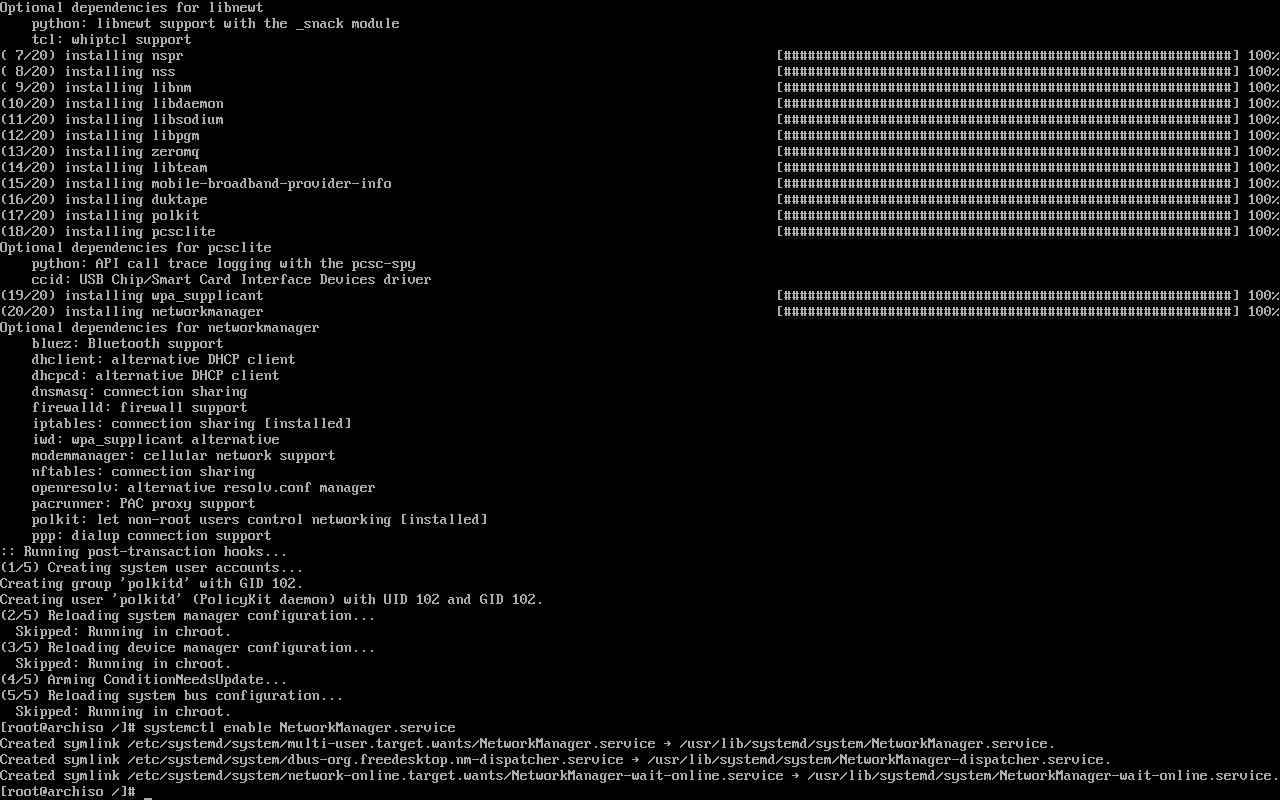 Optional dependencies for libnewt
    python: libnewt support with the _snack module
    tcl: whiptcl support
( 7/20) installing nspr [########################################################] 100%
( 8/20) installing nss [########################################################] 100%
( 9/20) installing libnm [########################################################] 100%
(10/20) installing libdaemon [########################################################] 100%
(11/20) installing libsodium [########################################################] 100%
(12/20) installing libpgm [########################################################] 100%
(13/20) installing zeromq [########################################################] 100%
(14/20) installing libteam [########################################################] 100%
(15/20) installing mobile-broadband-provider-info [########################################################] 100%
(16/20) installing duktape [########################################################] 100%
(17/20) installing polkit [########################################################] 100%
(18/20) installing pcsclite [########################################################] 100%
Optional dependencies for pcsclite
    python: API call trace logging with the pcsc-spy
    ccid: USB Chip/Smart Card Interface Devices driver
(19/20) installing wpa_supplicant [########################################################] 100%
(20/20) installing networkmanager [########################################################] 100%
Optional dependencies for networkmanager
    bluez: Bluetooth support
    dhclient: alternative DHCP client
    dhcpcd: alternative DHCP client
    dnsmasq: connection sharing
    firewalld: firewall support
    iptables: connection sharing [installed]
    iwd: wpa_supplicant alternative
    modemmanager: cellular network support
    nftables: connection sharing
    openresolv: alternative resolv.conf manager
    pacrunner: PAC proxy support
    polkit: let non-root users control networking [installed]
    ppp: dialup connection support
:: Running post-transaction hooks...
(1/5) Creating system user accounts...
Creating group 'polkitd' with GID 102.
Creating user 'polkitd' (PolicyKit daemon) with UID 102 and GID 102.
(2/5) Reloading system manager configuration...
  Skipped: Running in chroot.
(3/5) Reloading device manager configuration...
  Skipped: Running in chroot.
(4/5) Arming ConditionNeedsUpdate...
(5/5) Reloading system bus configuration...
  Skipped: Running in chroot.
[root@archiso /]# systemctl enable NetworkManager.service
Created symlink /etc/systemd/system/multi-user.target.wants/NetworkManager.service → /usr/lib/systemd/system/NetworkManager.service.
Created symlink /etc/systemd/system/dbus-org.freedesktop.nm-dispatcher.service → /usr/lib/systemd/system/NetworkManager-dispatcher.service.
Created symlink /etc/systemd/system/network-online.target.wants/NetworkManager-wait-online.service → /usr/lib/systemd/system/NetworkManager-wait-online.service.
[root@archiso /]# _